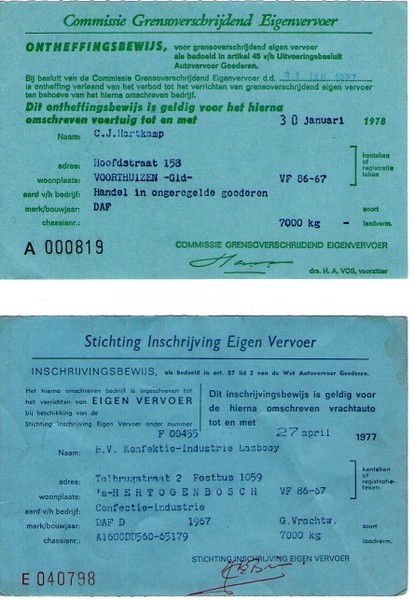 Commissie Grensoverschrijdend Eigenvervoer
ONTHEFFINGSBEWIJS, voor grensoverschrijdend eigen vervoer
als bedoeld in artikel 45 v/h Uitvoeringsbesluit
Autovervoer Goederen.
Bij besluit van de Commissie Grensoverschrijdend Eigenvervoer d.d. 31 JAN 1977
is ontheffing verleend van het verbod tot het verrichten van grensoverschrijdend eigen vervoer
ten behoeve van het hierna omschreven bedrijf.
Dit ontheffingsbewijs is geldig voor het hierna
omschreven voertuig tot en met 30 januari 1978
Naam: C.J.Hartkamp
adres: Hoofdstraat 158
woonplaats: VOORTHUIZEN -Gld- VF 86-67
kenteken of registratieteken
aard v/h bedrijf: Handel in ongeregelde goederen
merk/bouwjaar: DAF soort
chassisnr.: 7000 kg - laadverm.
A 000819 COMMISSIE GRENSOVERSCHRIJDEND EIGENVERVOER
drs. H. A. VOS, voorzitter
Stichting Inschrijving Eigen Vervoer
INSCHRIJVINGSBEWIJS, als bedoeld in art. 57 lid 2 van de Wet Autovervoer Goederen.
Het hierna omschreven bedrijf is ingeschreven tot
het verrichten van EIGEN VERVOER
bij beschikking van de
Stichting Inschrijving Eigen Vervoer onder nummer
F 00455
Dit inschrijvingsbewijs is geldig voor
de hierna omschreven vrachtauto
tot en met
27 april 1977
Naam: B.V. Konfektie-Industrie Lazbooy
adres: Tolbrugstraat 2 Postbus 1059
woonplaats: 's-HERTOGENBOSCH VF 86-67
kenteken of registratieteken
aard v/h bedrijf: Confectie-industrie
merk/bouwjaar: DAF D 1967 G.Vrachtw. soort
chassisnr.: A1600DD560-65179 7000 kg laadverm.
STICHTING INSCHRIJVING EIGEN VERVOER
E 040798